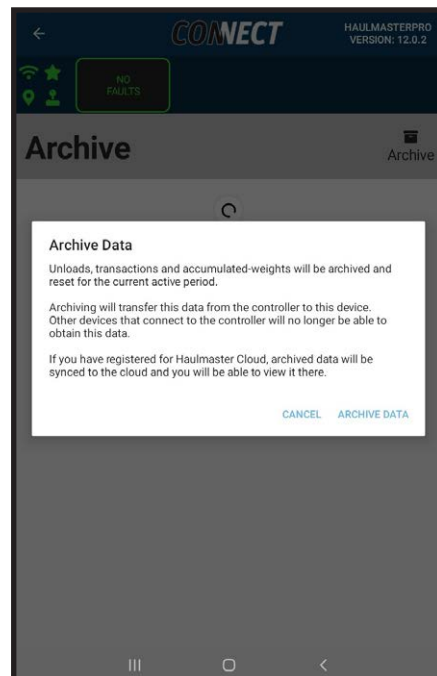 CONNECT
HAULMASTERPRO
VERSION: 12.0.2
NO
FAULTS
Archive
Archive
Archive Data
Unloads, transactions and accumulated-weights will be archived and
reset for the current active period.
Archiving will transfer this data from the controller to this device.
Other devices that connect to the controller will no longer be able to
obtain this data.
If you have registered for Haulmaster Cloud, archived data will be
synced to the cloud and you will be able to view it there.
CANCEL ARCHIVE DATA